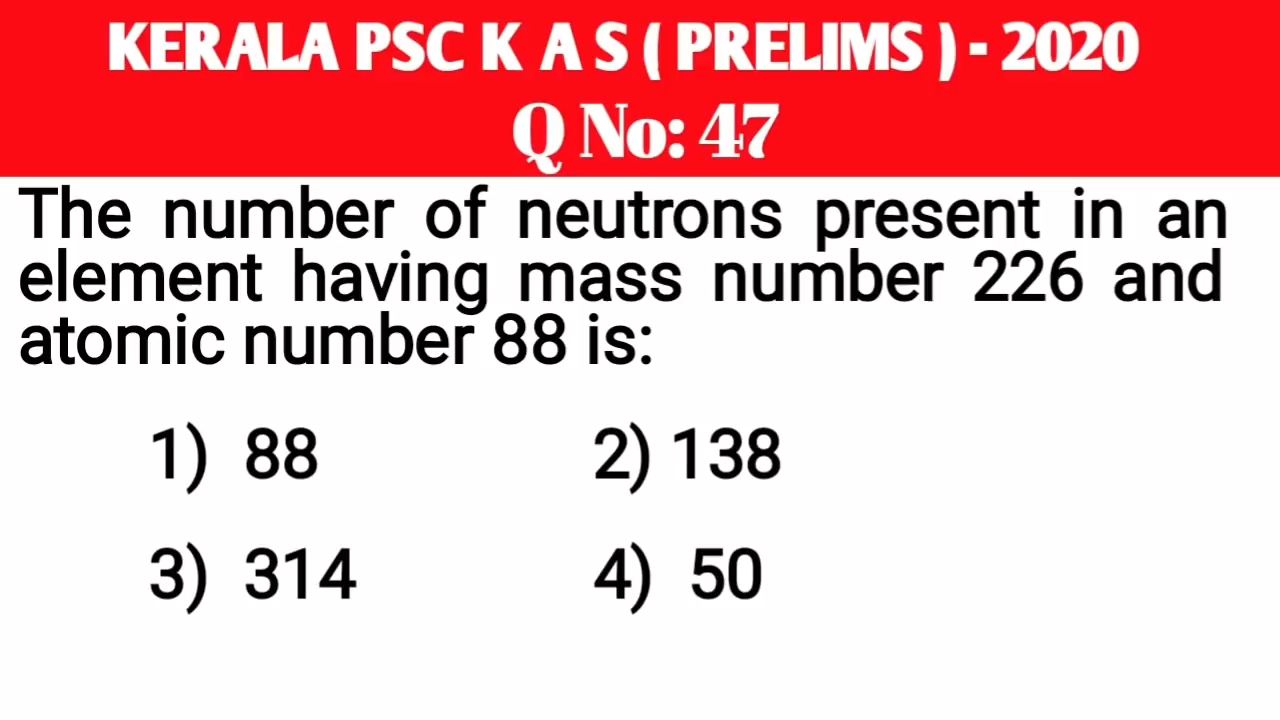 KERALA PSC K A S ( PRELIMS ) - 2020
Q No: 47
The number of neutrons present in an
element having mass number 226 and
atomic number 88 is:
1) 88 2) 138
3) 314 4) 50